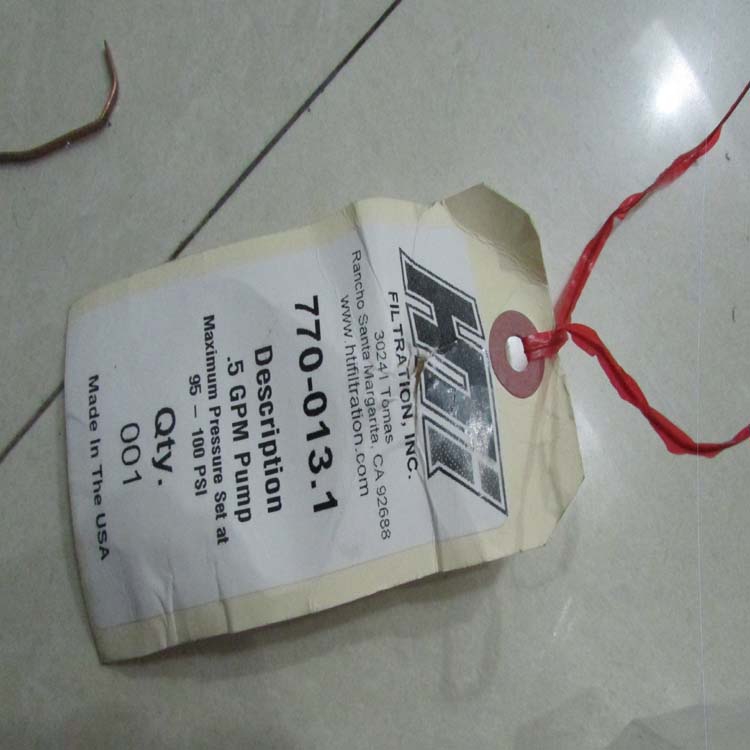 HTI
FILTRATION, INC.
30241 Tomas
Rancho Santa Margarita, CA 92688
www.htifiltration.com
770-013.1
Description
.5 GPM Pump
Maximum Pressure Set at
95 – 100 PSI
Qty.
001
Made In The USA